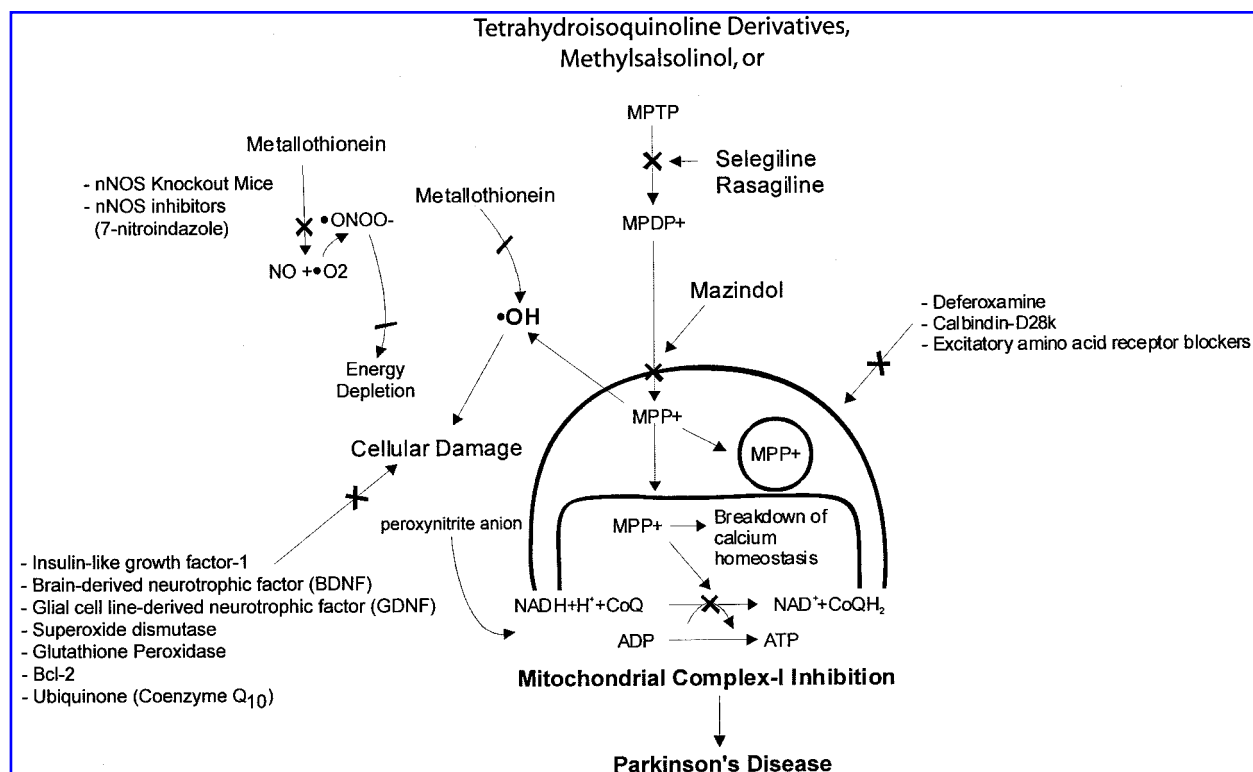 Tetrahydroisoquinoline Derivatives,
Methylsalsolinol, or
MPTP
Selegiline
Rasagiline
MPDP+
Mazindol
Metallothionein
- nNOS Knockout Mice
- nNOS inhibitors
(7-nitroindazole)
•ONOO-
NO +•O2
Energy
Depletion
Metallothionein
•OH
Cellular Damage
- Deferoxamine
- Calbindin-D28k
- Excitatory amino acid receptor blockers
MPP+
MPP+
peroxynitrite anion
MPP+
Breakdown of
calcium
homeostasis
- Insulin-like growth factor-1
- Brain-derived neurotrophic factor (BDNF)
- Glial cell line-derived neurotrophic factor (GDNF)
- Superoxide dismutase
- Glutathione Peroxidase
- Bcl-2
- Ubiquinone (Coenzyme Q10)
NADH+H⁺+CoQ
NAD⁺+CoQH₂
ADP
ATP
Mitochondrial Complex-I Inhibition
Parkinson's Disease